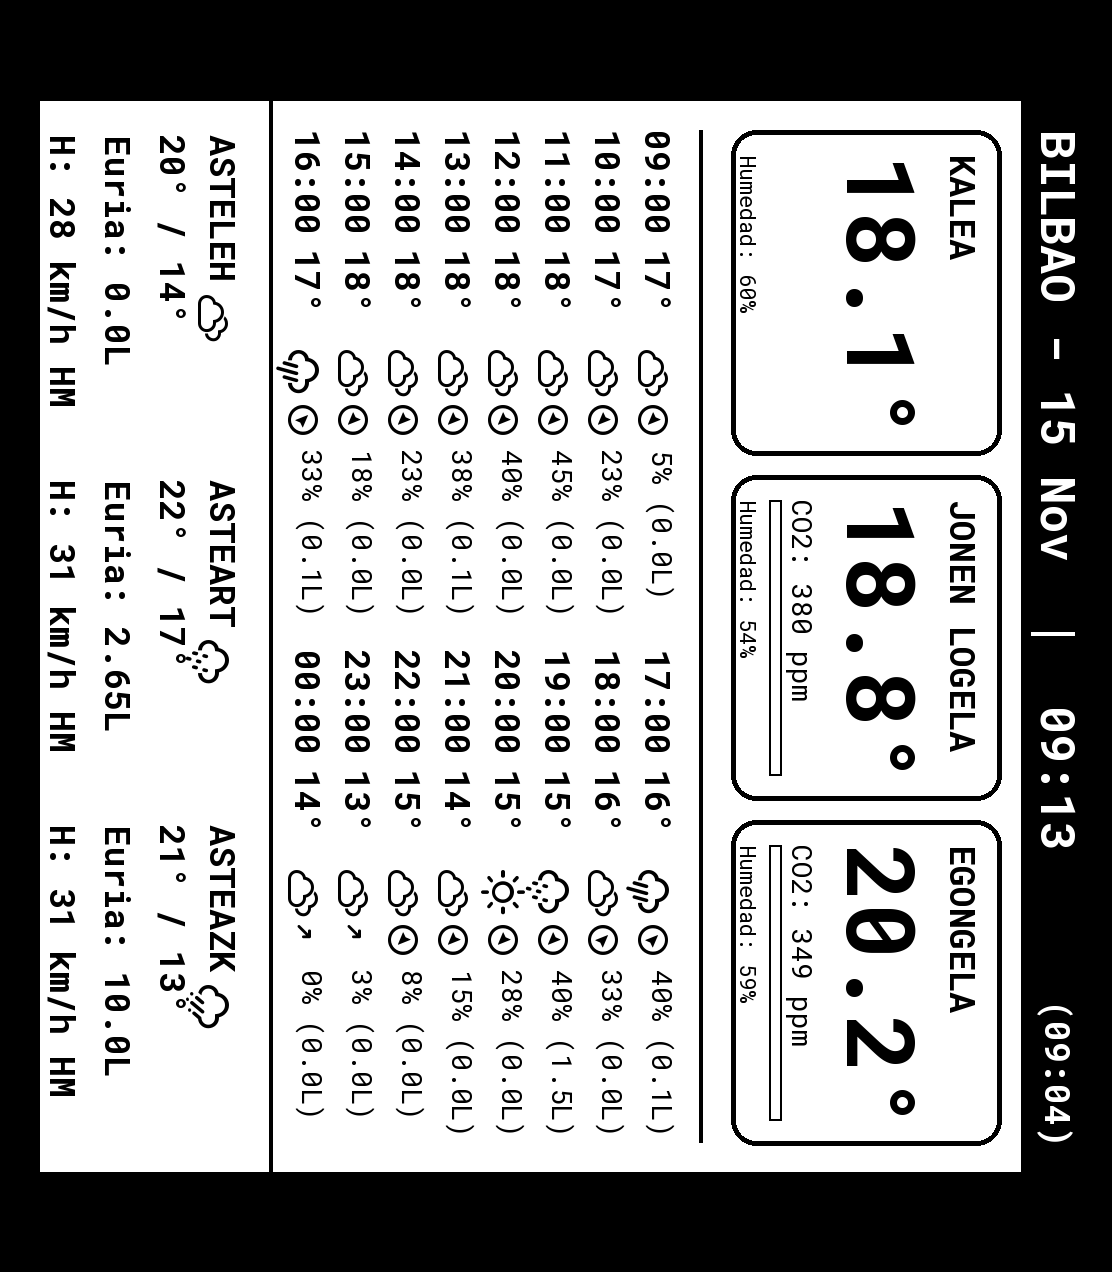 BILBAO - 15 Nov | 09:13 (09:04)
KALEA
18.1°
Humedad: 60%
JONEN LOGELA
18.8°
CO2: 380 ppm
Humedad: 54%
EGONGELA
20.2°
CO2: 349 ppm
Humedad: 59%
09:00 17° 5% (0.0L)
10:00 17° 23% (0.0L)
11:00 18° 45% (0.0L)
12:00 18° 40% (0.0L)
13:00 18° 38% (0.1L)
14:00 18° 23% (0.0L)
15:00 18° 18% (0.0L)
16:00 17° 33% (0.1L)
17:00 16° 40% (0.1L)
18:00 16° 33% (0.0L)
19:00 15° 40% (1.5L)
20:00 15° 28% (0.0L)
21:00 14° 15% (0.0L)
22:00 15° 8% (0.0L)
23:00 13° 3% (0.0L)
00:00 14° 0% (0.0L)
ASTELEH
20° / 14°
Euria: 0.0L
H: 28 km/h HM
ASTEART
22° / 17°
Euria: 2.65L
H: 31 km/h HM
ASTEAZK
21° / 13°
Euria: 10.0L
H: 31 km/h HM